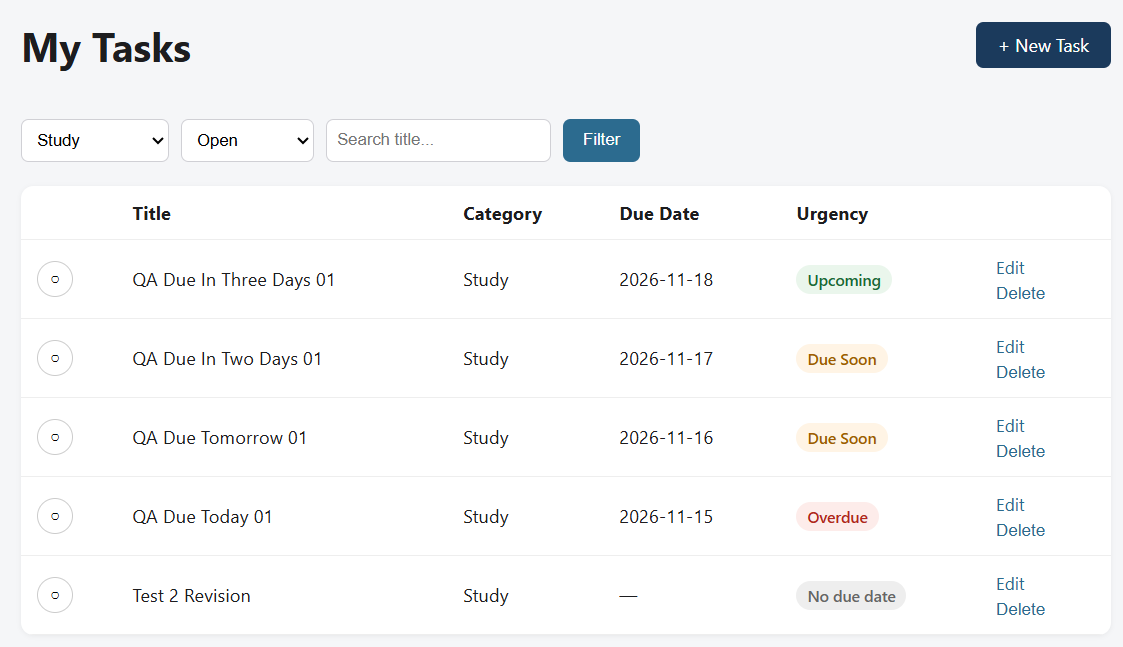 My Tasks
+ New Task
Study
Open
Search title...
Filter
Title Category Due Date Urgency
QA Due In Three Days 01 Study 2026-11-18 Upcoming Edit
Delete
QA Due In Two Days 01 Study 2026-11-17 Due Soon Edit
Delete
QA Due Tomorrow 01 Study 2026-11-16 Due Soon Edit
Delete
QA Due Today 01 Study 2026-11-15 Overdue Edit
Delete
Test 2 Revision Study — No due date Edit
Delete